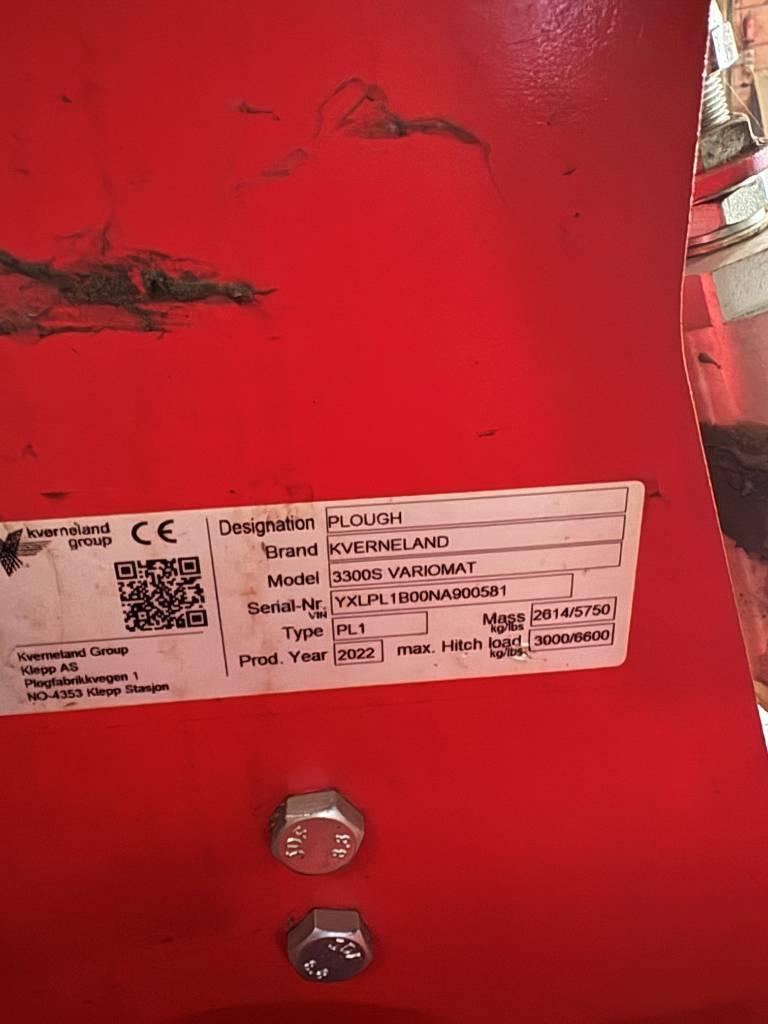 kverneland
group
CE
Kverneland Group
Klepp AS
Plogfabrikkvegen 1
NO-4353 Klepp Stasjon
Designation PLOUGH
Brand KVERNELAND
Model 3300S VARIOMAT
Serial-Nr. YXLPL1B00NA900581
VIN
Type PL1 Mass 2614/5750
kg/lbs
Prod. Year 2022 max. Hitch load 3000/6600
kg/lbs
8.8